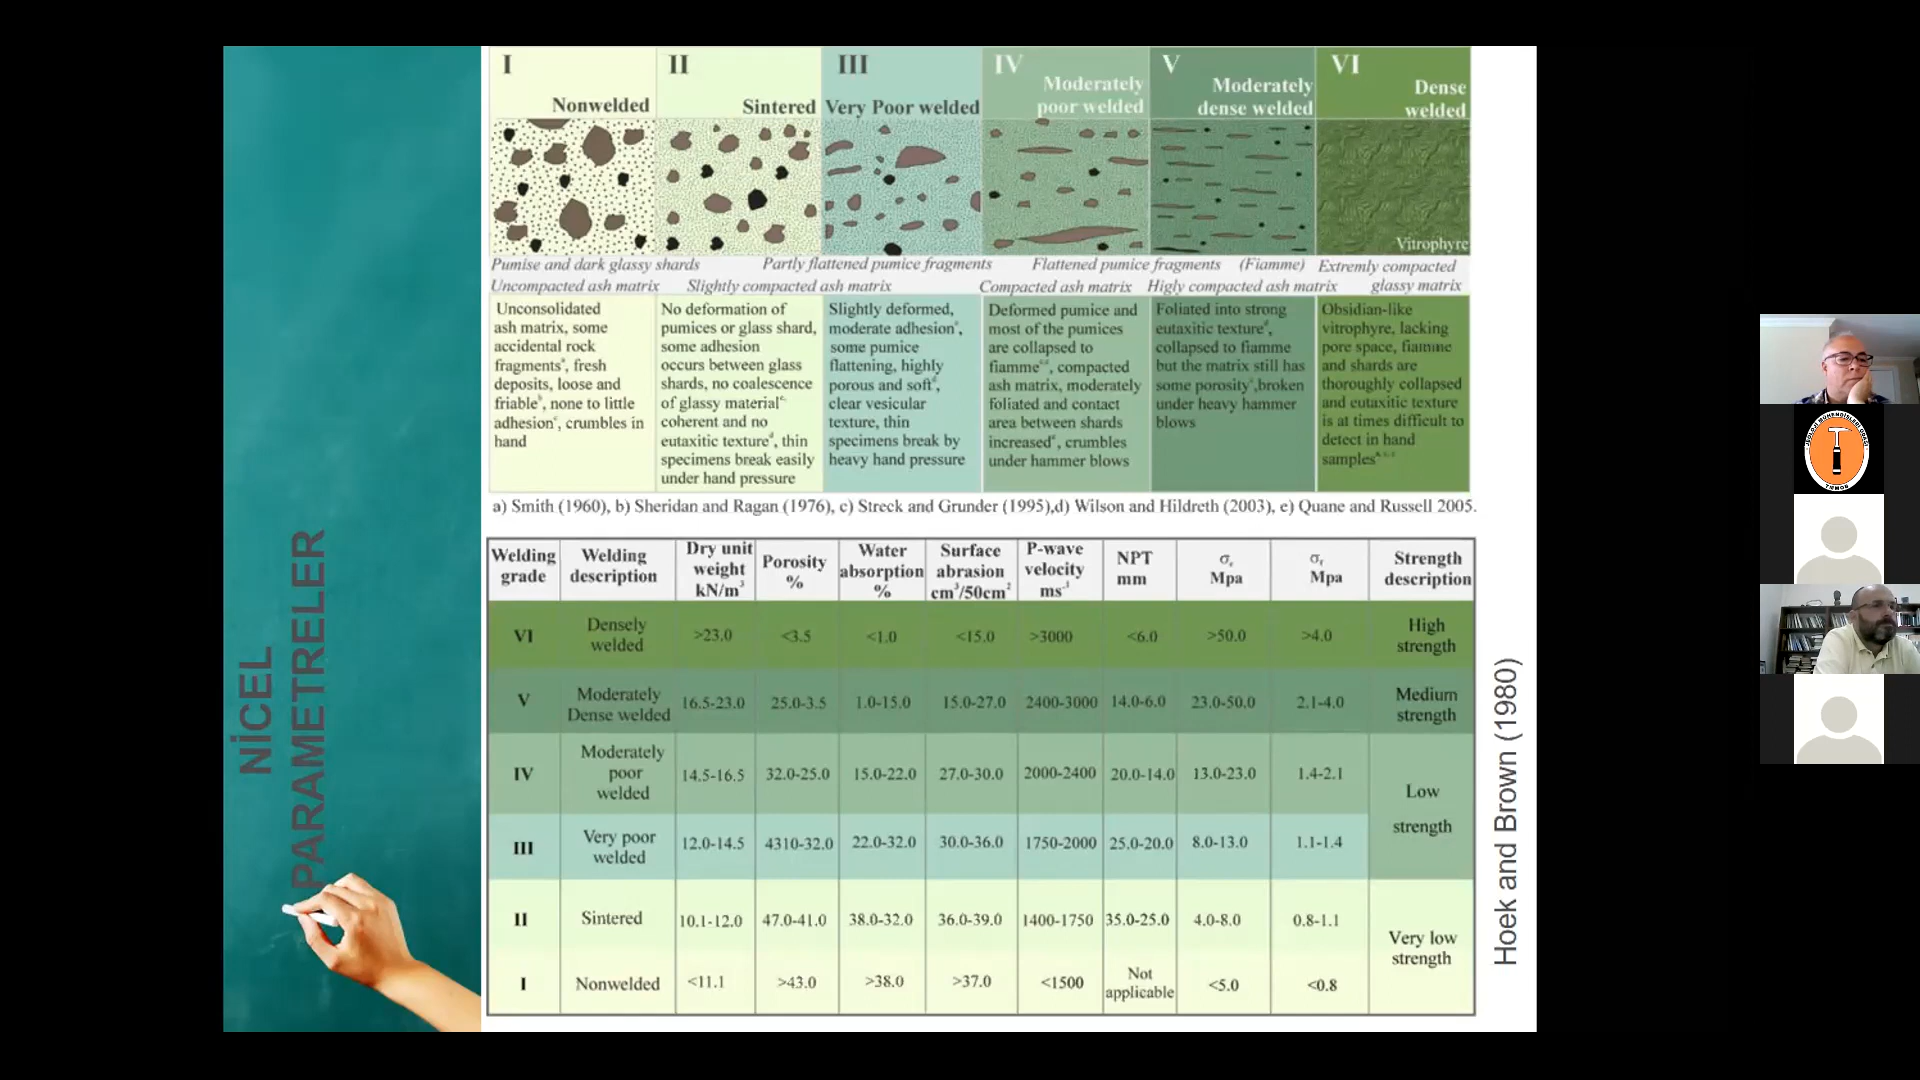 NİCEL
PARAMETRELER
I
Nonwelded
II
Sintered
III
Very Poor welded
IV
Moderately
poor welded
V
Moderately
dense welded
VI
Dense
welded
Vitrophyre
Pumise and dark glassy shards
Partly flattened pumice fragments
Flattened pumice fragments (Fiamme)
Extremly compacted
glassy matrix
Uncompacted ash matrix
Slightly compacted ash matrix
Compacted ash matrix
Higly compacted ash matrix
Unconsolidated
ash matrix, some
accidental rock
fragments, fresh
deposits, loose and
friable, none to little
adhesion, crumbles in
hand
No deformation of
pumices or glass shard,
some adhesion
occurs between glass
shards, no coalescence
of glassy material
coherent and no
eutaxitic texture, thin
specimens break easily
under hand pressure
Slightly deformed,
moderate adhesion,
some pumice
flattening, highly
porous and soft,
clear vesicular
texture, thin
specimens break by
heavy hand pressure
Deformed pumice and
most of the pumices
are collapsed to
fiamme, compacted
ash matrix, moderately
foliated and contact
area between shards
increased, crumbles
under hammer blows
Foliated into strong
eutaxitic texture,
collapsed to fiamme
but the matrix still has
some porosity,broken
under heavy hammer
blows
Obsidian-like
vitrophyre, lacking
pore space, fiamme
and shards are
thoroughly collapsed
and eutaxitic texture
is at times difficult to
detect in hand
samples
a) Smith (1960), b) Sheridan and Ragan (1976), c) Streck and Grunder (1995),d) Wilson and Hildreth (2003), e) Quane and Russell 2005.
Welding grade
Welding description
Dry unit weight kN/m³
Porosity %
Water absorption %
Surface abrasion cm³/50cm²
P-wave velocity ms⁻¹
NPT mm
Mpa
Mpa
Strength description
VI Densely welded >23.0 <3.5 <1.0 <15.0 >3000 <6.0 >50.0 >4.0 High strength
V Moderately Dense welded 16.5-23.0 25.0-3.5 1.0-15.0 15.0-27.0 2400-3000 14.0-6.0 23.0-50.0 2.1-4.0 Medium strength
IV Moderately poor welded 14.5-16.5 32.0-25.0 15.0-22.0 27.0-30.0 2000-2400 20.0-14.0 13.0-23.0 1.4-2.1 Low strength
III Very poor welded 12.0-14.5 4310-32.0 22.0-32.0 30.0-36.0 1750-2000 25.0-20.0 8.0-13.0 1.1-1.4
II Sintered 10.1-12.0 47.0-41.0 38.0-32.0 36.0-39.0 1400-1750 35.0-25.0 4.0-8.0 0.8-1.1 Very low strength
I Nonwelded <11.1 >43.0 >38.0 >37.0 <1500 Not applicable <5.0 <0.8
Hoek and Brown (1980)
TMMOB